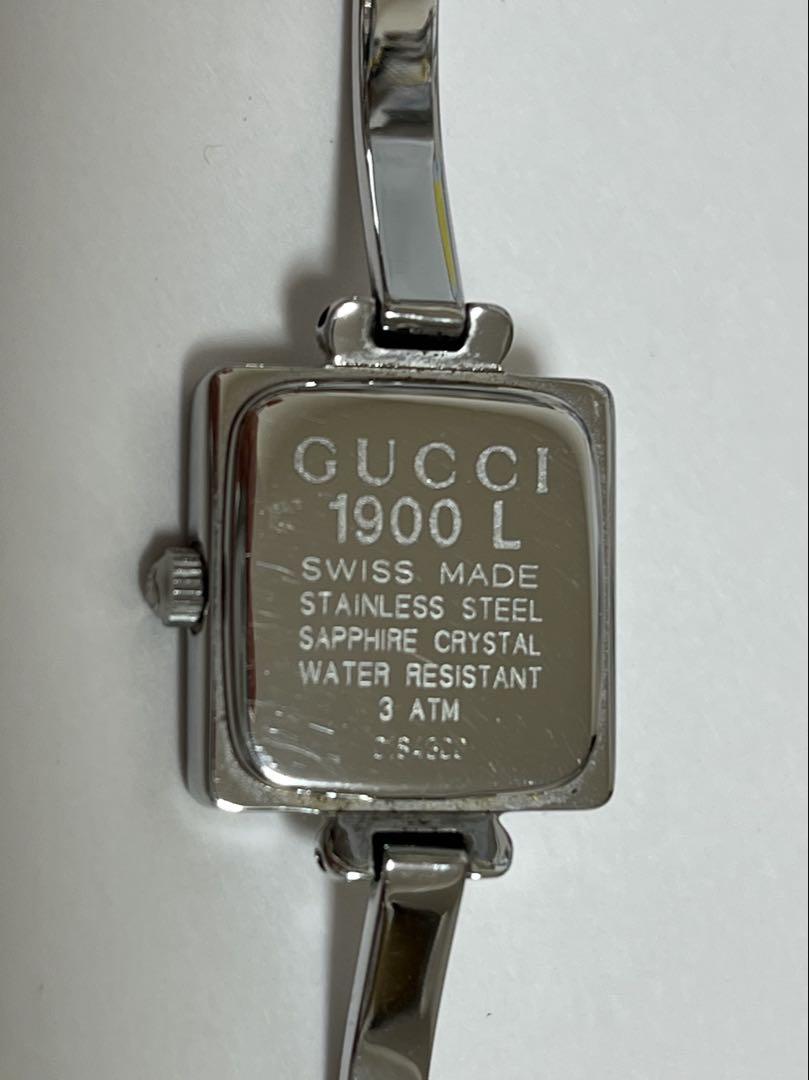 GUCCI
1900 L
SWISS MADE
STAINLESS STEEL
SAPPHIRE CRYSTAL
WATER RESISTANT
3 ATM